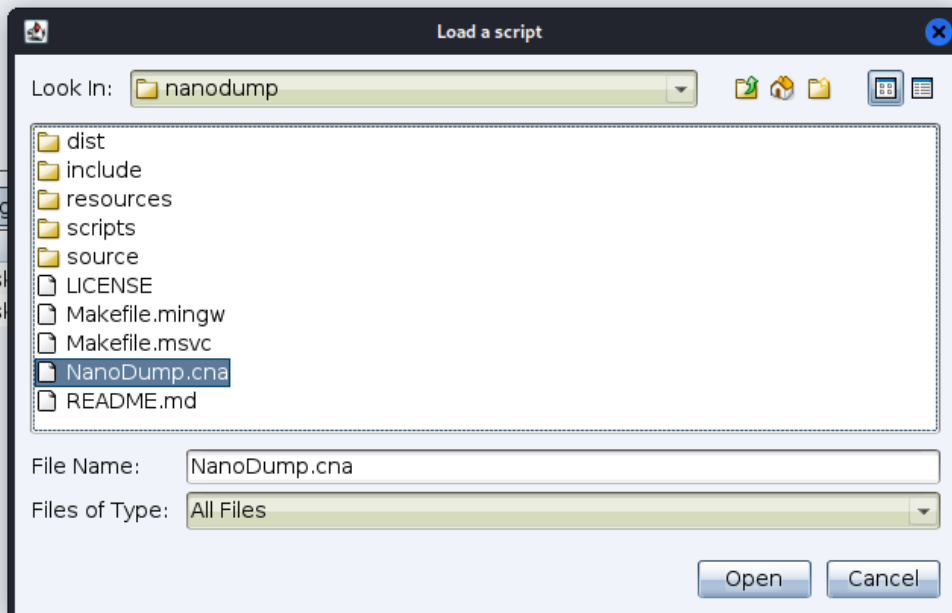 Load a script
Look In: nanodump
dist
include
resources
scripts
source
LICENSE
Makefile.mingw
Makefile.msvc
NanoDump.cna
README.md
File Name: NanoDump.cna
Files of Type: All Files
Open Cancel